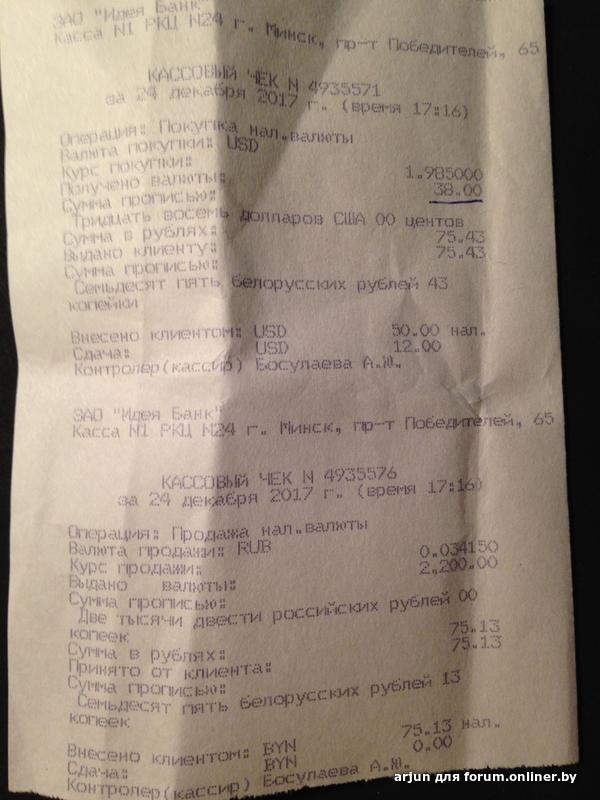 ЗАО "Идея Банк"
Касса N1 РКЦ N24 г. Минск, пр-т Победителей, 65
КАССОВЫЙ ЧЕК N 4935571
за 24 декабря 2017 г. (время 17:16)
Операция: Покупка нал.валюты
Валюта покупки: USD
Курс покупки: 1.985000
Получено валюты: 38.00
Сумма прописью:
Тридцать восемь долларов США 00 центов
Сумма в рублях: 75.43
Выдано клиенту: 75.43
Сумма прописью:
Семьдесят пять белорусских рублей 43
копейки
Внесено клиентом: USD 50.00 нал.
Сдача: USD 12.00
Контролер(кассир) Босулаева А.Ю.
ЗАО "Идея Банк"
Касса N1 РКЦ N24 г. Минск, пр-т Победителей, 65
КАССОВЫЙ ЧЕК N 4935576
за 24 декабря 2017 г. (время 17:16)
Операция: Продажа нал.валюты
Валюта продажи: RUB
Курс продажи: 0.034150
Выдано валюты: 2,200.00
Сумма прописью:
Две тысячи двести российских рублей 00
копеек
Сумма в рублях: 75.13
Принято от клиента: 75.13
Сумма прописью:
Семьдесят пять белорусских рублей 13
копеек
Внесено клиентом: BYN 75.13 нал.
Сдача: BYN 0.00
Контролер(кассир) Босулаева А.Ю.
arjun для forum.onliner.by